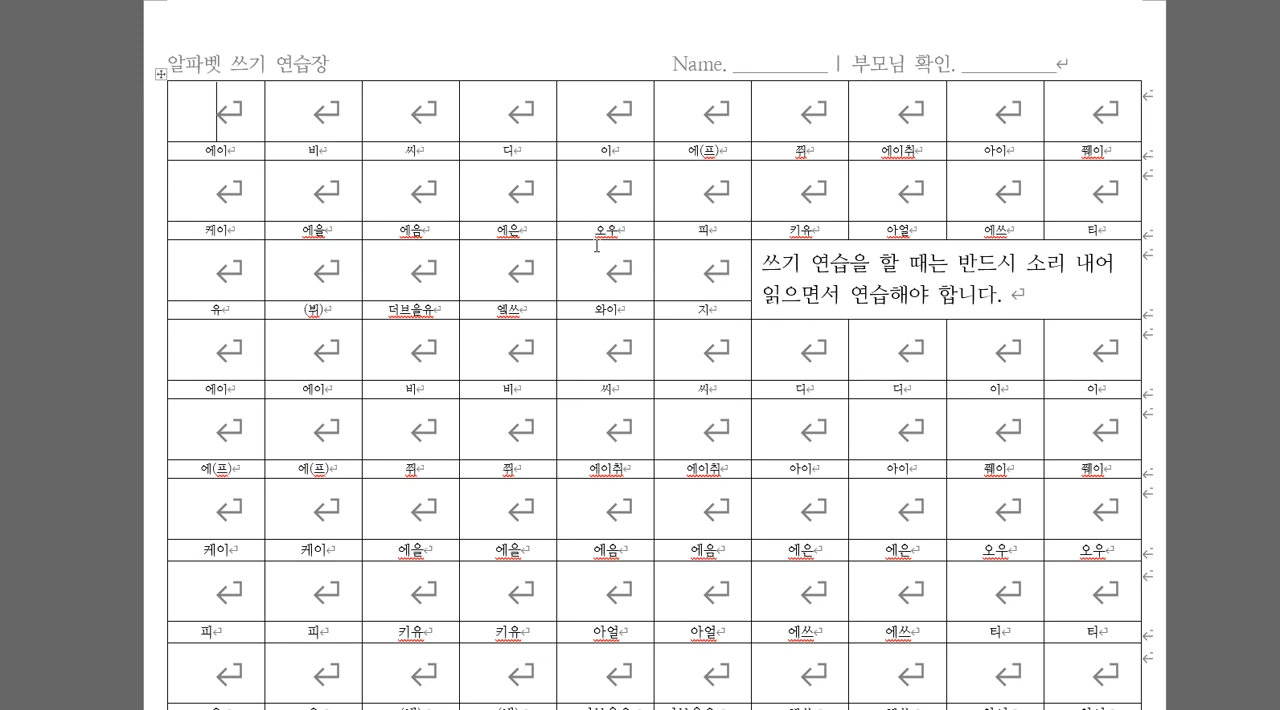 알파벳 쓰기 연습장 Name. __________ | 부모님 확인. __________
에이 비 씨 디 이 에(프) 쥐 에이취 아이 줴이
케이 에을 에음 에은 오우 피 키유 아얼 에쓰 티
쓰기 연습을 할 때는 반드시 소리 내어
읽으면서 연습해야 합니다.
유 (뷔) 더브을유 엨쓰 와이 지
에이 에이 비 비 씨 씨 디 디 이 이
에(프) 에(프) 쥐 쥐 에이취 에이취 아이 아이 줴이 줴이
케이 케이 에을 에을 에음 에음 에은 에은 오우 오우
피 피 키유 키유 아얼 아얼 에쓰 에쓰 티 티